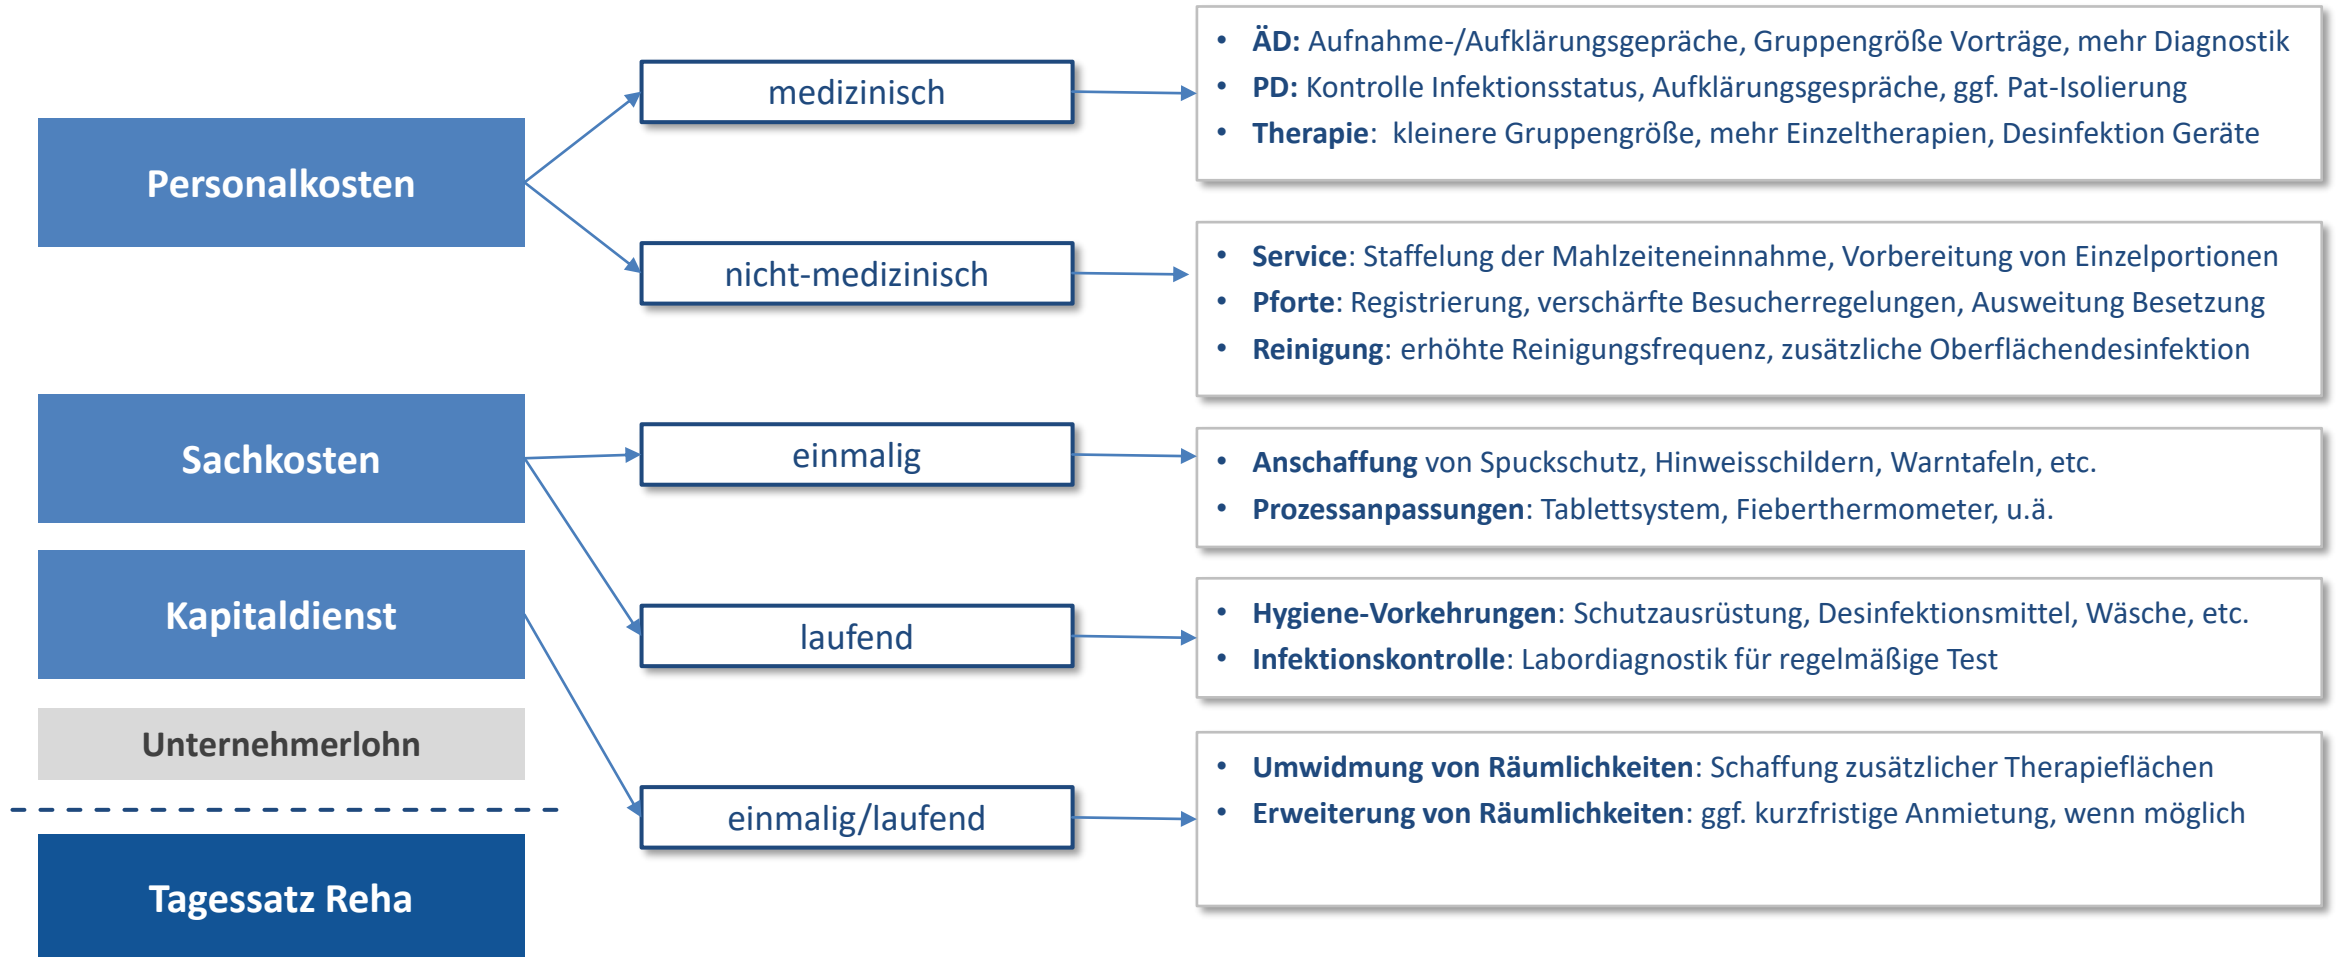 Personalkosten
medizinisch
• ÄD: Aufnahme-/Aufklärungsgepräche, Gruppengröße Vorträge, mehr Diagnostik
• PD: Kontrolle Infektionsstatus, Aufklärungsgespräche, ggf. Pat-Isolierung
• Therapie: kleinere Gruppengröße, mehr Einzeltherapien, Desinfektion Geräte
nicht-medizinisch
• Service: Staffelung der Mahlzeiteneinnahme, Vorbereitung von Einzelportionen
• Pforte: Registrierung, verschärfte Besucherregelungen, Ausweitung Besetzung
• Reinigung: erhöhte Reinigungsfrequenz, zusätzliche Oberflächendesinfektion
Sachkosten
einmalig
• Anschaffung von Spuckschutz, Hinweisschildern, Warntafeln, etc.
• Prozessanpassungen: Tablettsystem, Fieberthermometer, u.ä.
laufend
• Hygiene-Vorkehrungen: Schutzausrüstung, Desinfektionsmittel, Wäsche, etc.
• Infektionskontrolle: Labordiagnostik für regelmäßige Test
Kapitaldienst
einmalig/laufend
• Umwidmung von Räumlichkeiten: Schaffung zusätzlicher Therapieflächen
• Erweiterung von Räumlichkeiten: ggf. kurzfristige Anmietung, wenn möglich
Unternehmerlohn
Tagessatz Reha